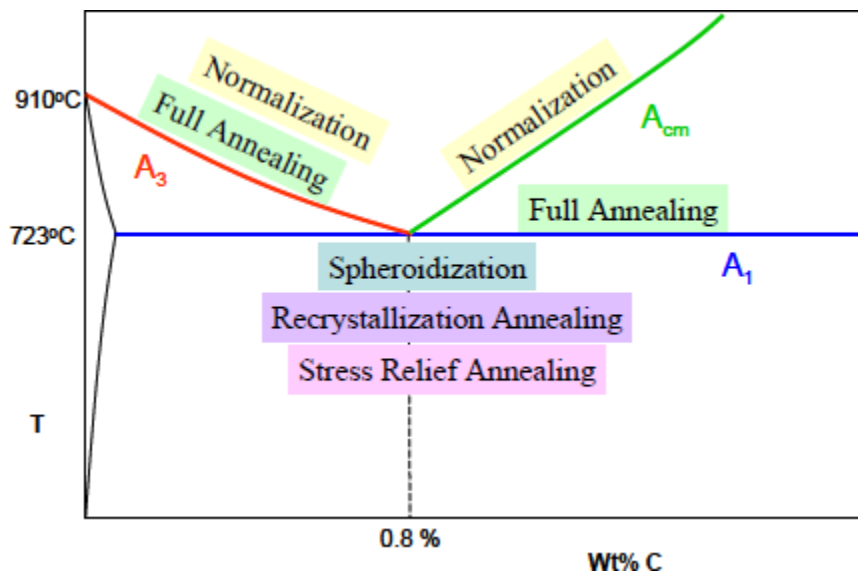 Normalization
Full Annealing
Normalization
910ºC
A₃
Acm
Full Annealing
723ºC
A₁
Spheroidization
Recrystallization Annealing
Stress Relief Annealing
T
0.8 %
Wt% C